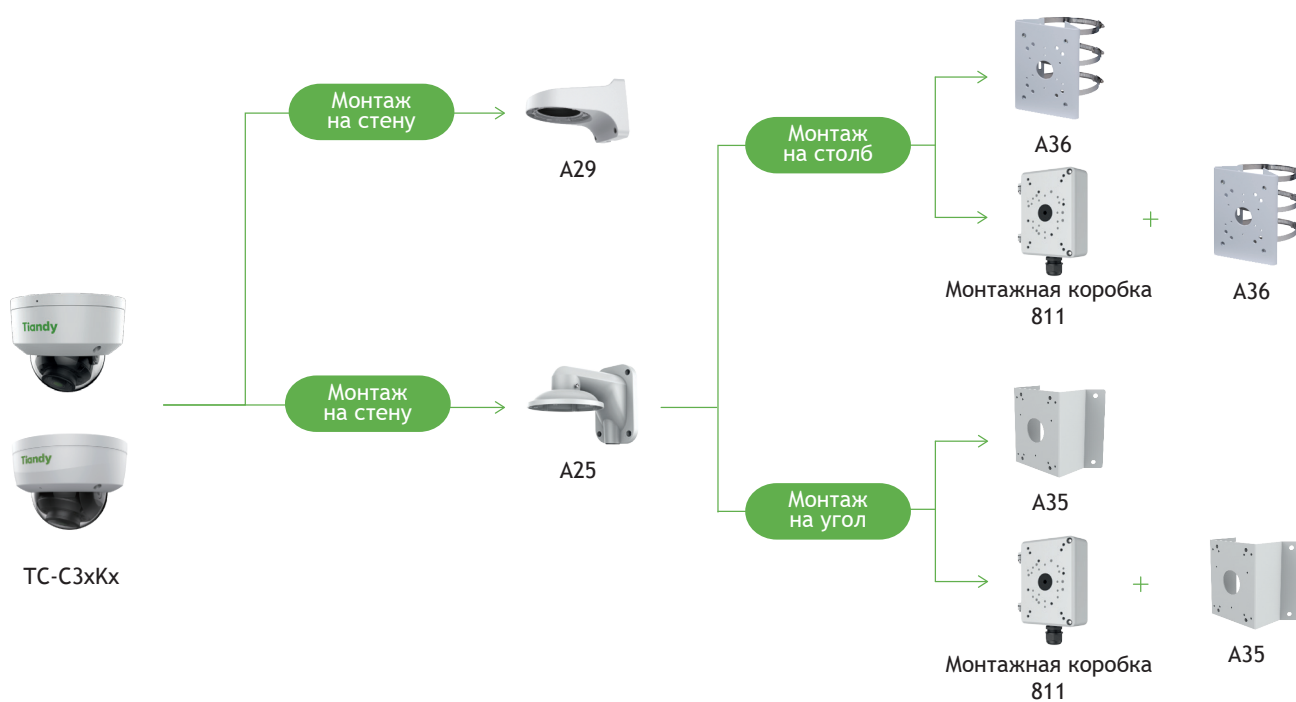 Монтаж
на стену
A29
Монтаж
на столб
A36
Монтажная коробка
811
+
A36
Tiandy
Tiandy
TC-C3xKx
Монтаж
на стену
A25
Монтаж
на угол
A35
Монтажная коробка
811
+
A35